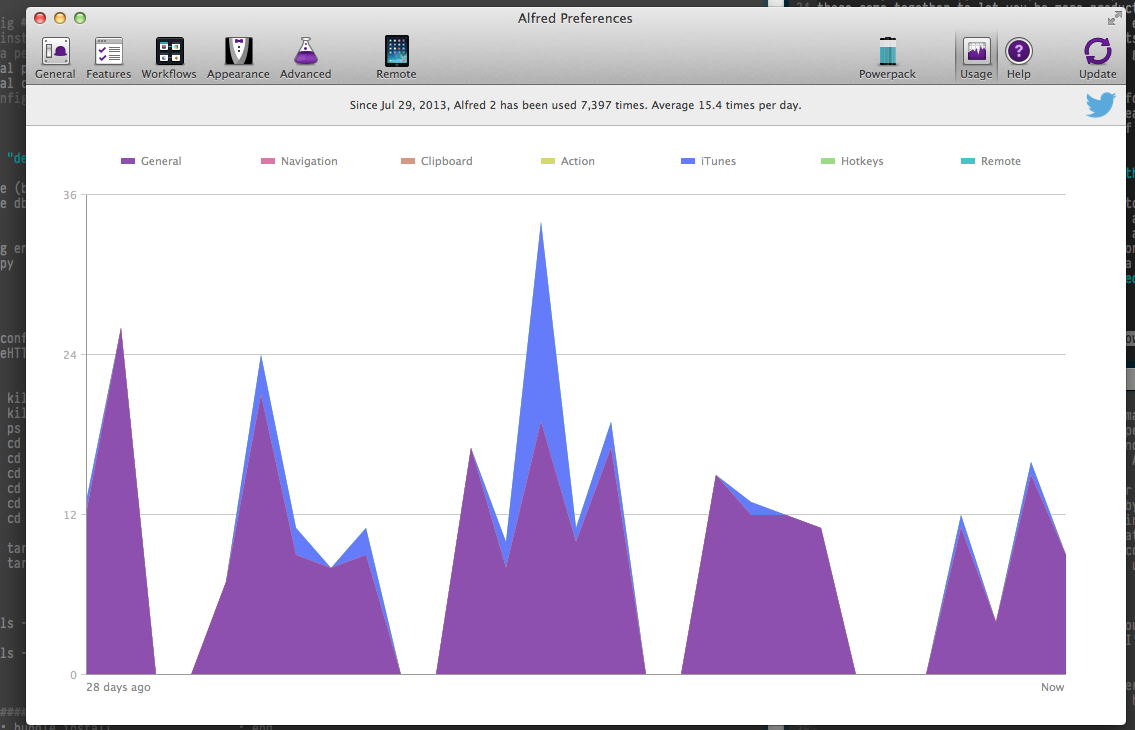 Alfred Preferences
General Features Workflows Appearance Advanced Remote Powerpack Usage Help Update
Since Jul 29, 2013, Alfred 2 has been used 7,397 times. Average 15.4 times per day.
General Navigation Clipboard Action iTunes Hotkeys Remote
36
24
12
0
28 days ago Now